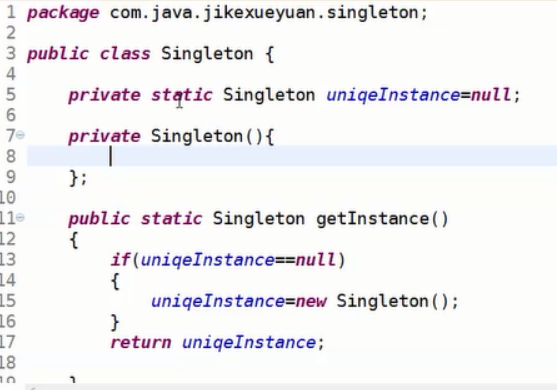 1 package com.java.jikexueyuan.singleton;
2
3 public class Singleton {
4
5     private static Singleton uniqeInstance=null;
6
7     private Singleton(){
8
9     };
10
11     public static Singleton getInstance()
12     {
13         if(uniqeInstance==null)
14         {
15             uniqeInstance=new Singleton();
16         }
17         return uniqeInstance;
18
19     }